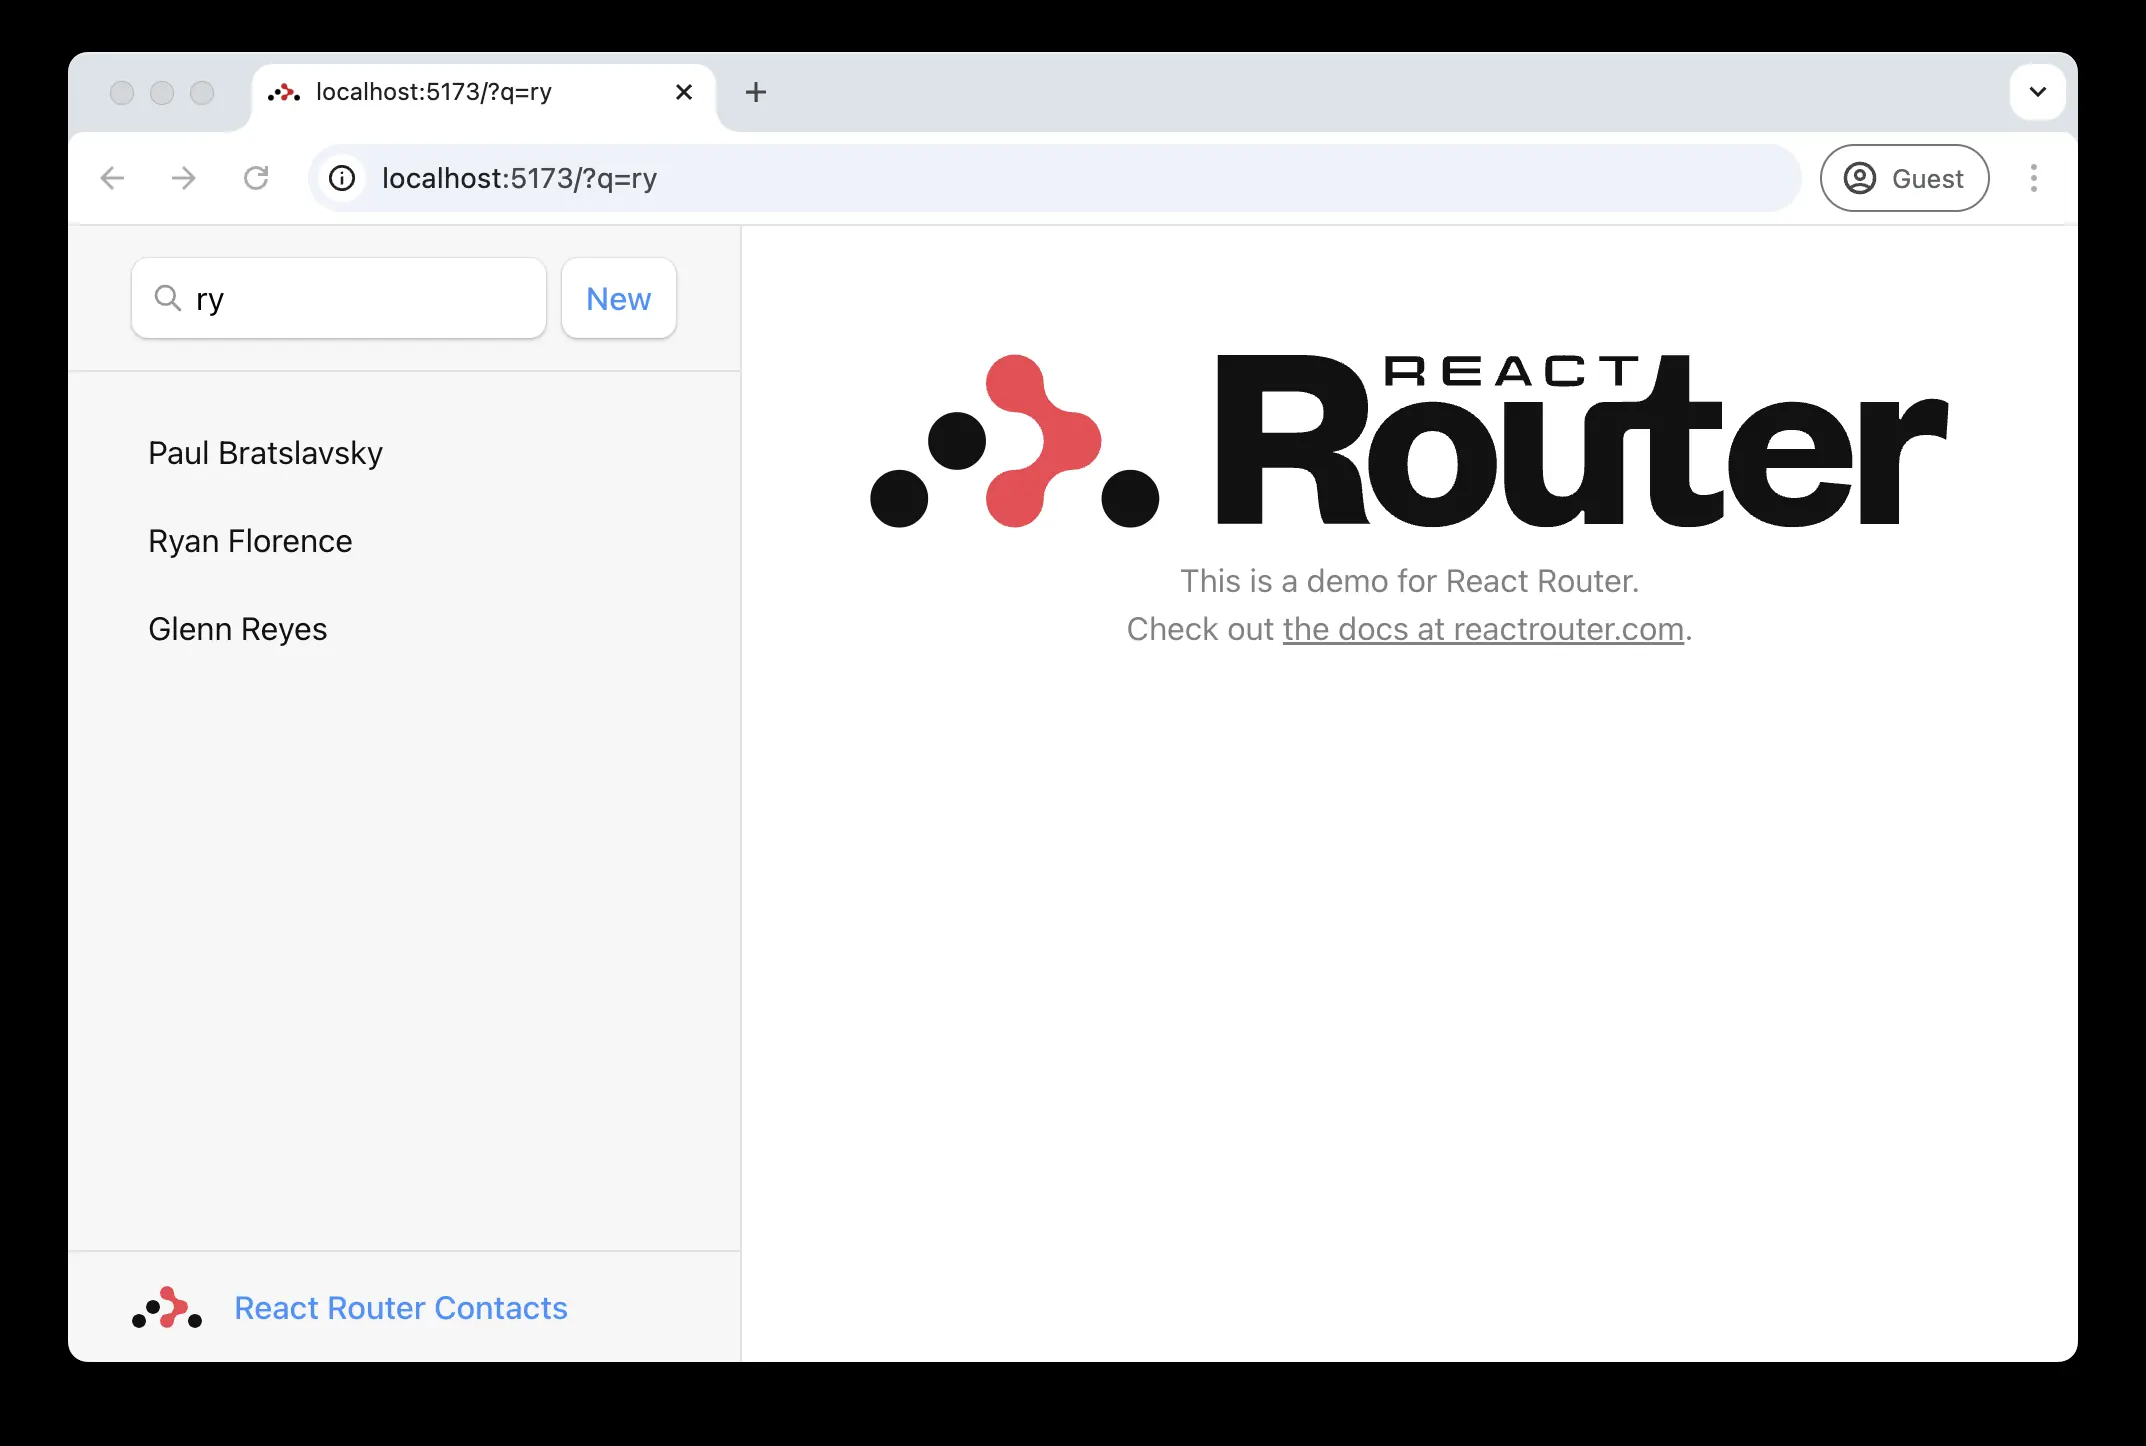 localhost:5173/?q=ry
localhost:5173/?q=ry
Guest
ry
New
Paul Bratslavsky
Ryan Florence
Glenn Reyes
React Router Contacts
REACT
Router
This is a demo for React Router.
Check out the docs at reactrouter.com.